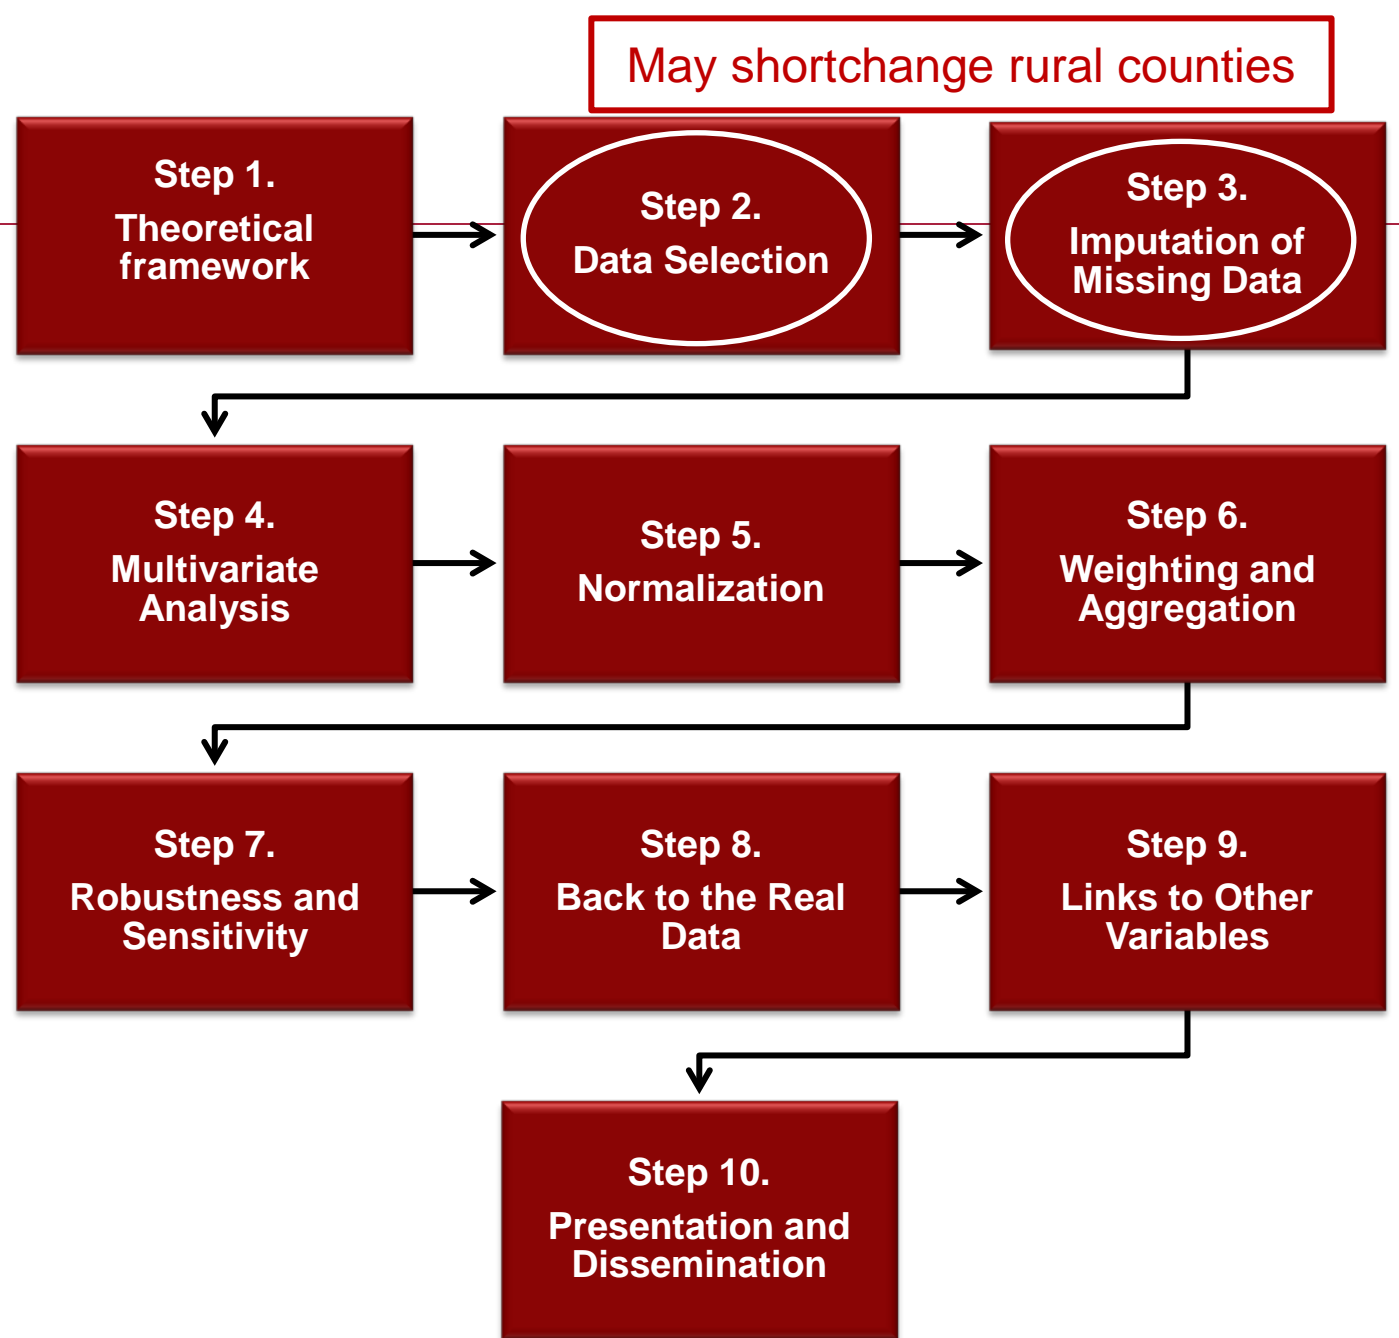 May shortchange rural counties
Step 1.
Theoretical
framework
Step 2.
Data Selection
Step 3.
Imputation of
Missing Data
Step 4.
Multivariate
Analysis
Step 5.
Normalization
Step 6.
Weighting and
Aggregation
Step 7.
Robustness and
Sensitivity
Step 8.
Back to the Real
Data
Step 9.
Links to Other
Variables
Step 10.
Presentation and
Dissemination